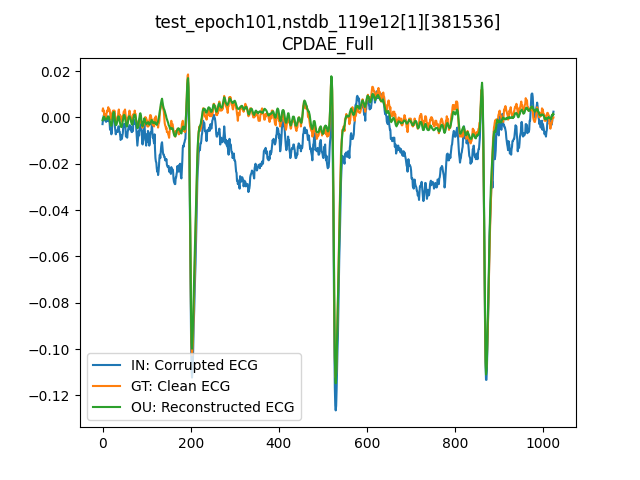 test_epoch101,nstdb_119e12[1][381536]
CPDAE_Full
0.02
0.00
−0.02
−0.04
−0.06
−0.08
−0.10
−0.12
IN: Corrupted ECG
GT: Clean ECG
OU: Reconstructed ECG
0 200 400 600 800 1000